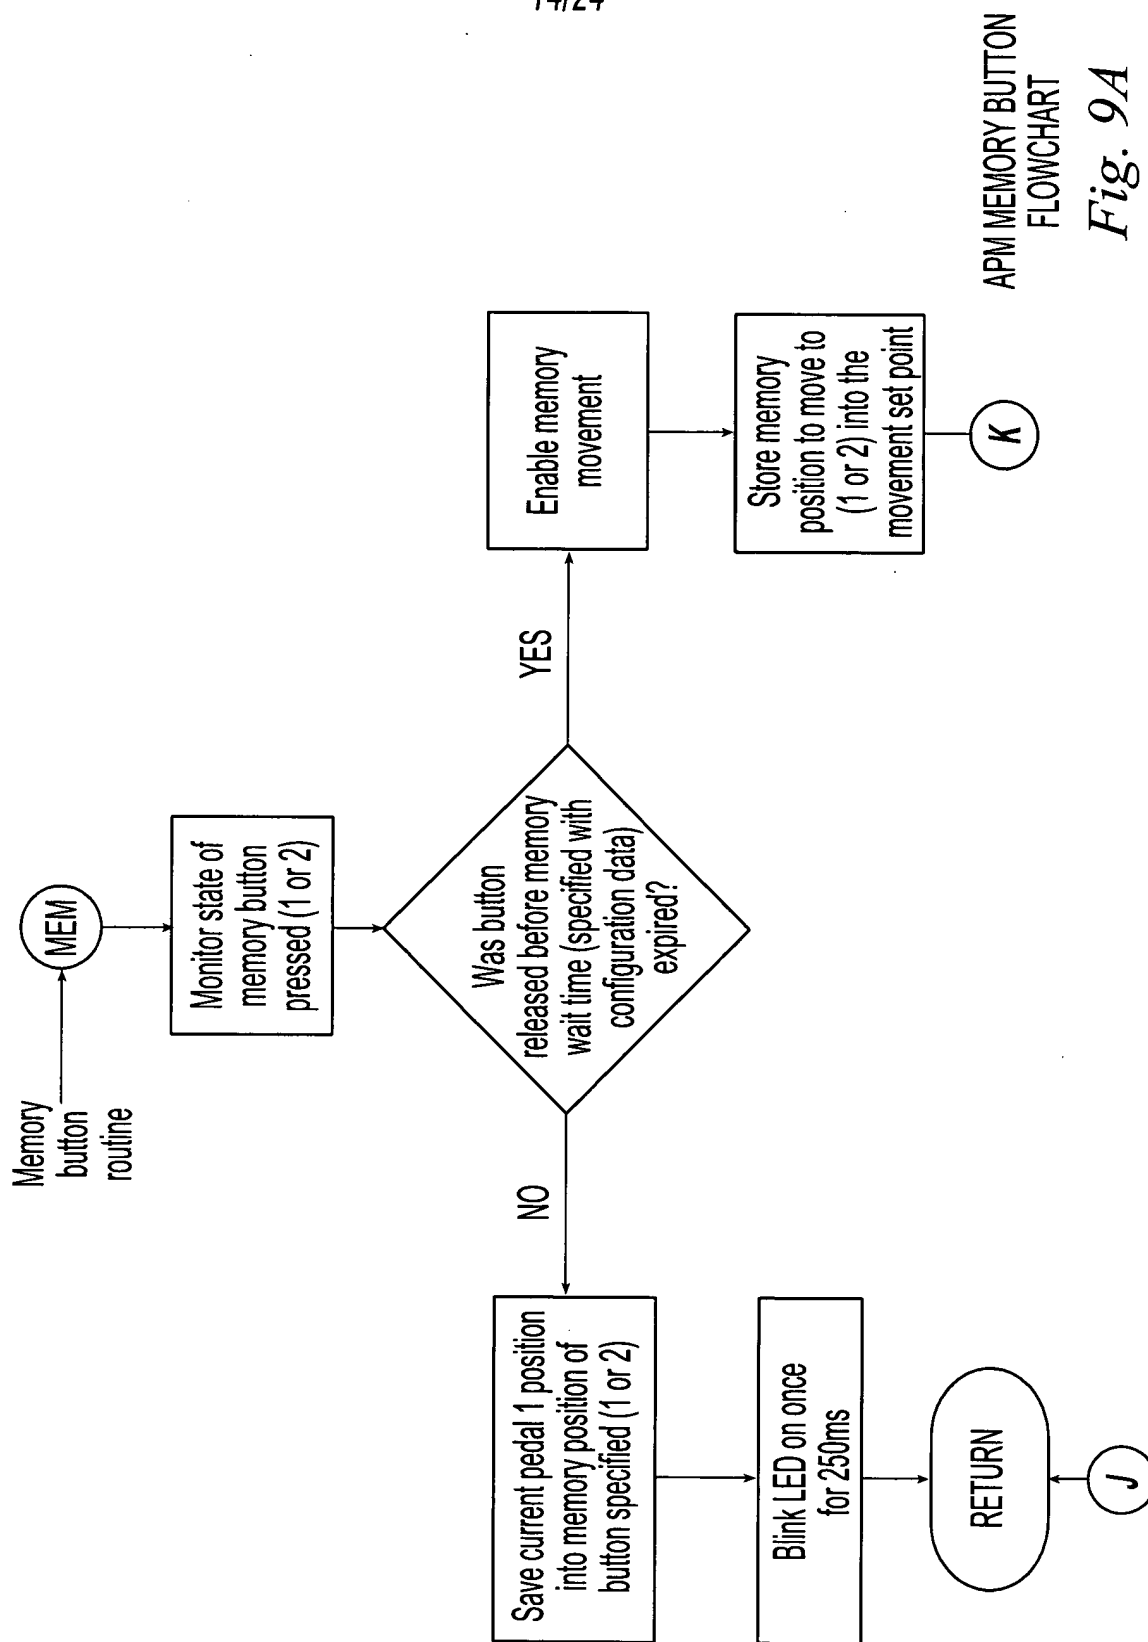 14/24
Memory
button
routine
MEM
Monitor state of
memory button
pressed (1 or 2)
Was button
released before memory
wait time (specified with
configuration data)
expired?
NO
YES
Save current pedal 1 position
into memory position of
button specified (1 or 2)
Blink LED on once
for 250ms
RETURN
J
Enable memory
movement
Store memory
position to move to
(1 or 2) into the
movement set point
K
APM MEMORY BUTTON
FLOWCHART
Fig. 9A